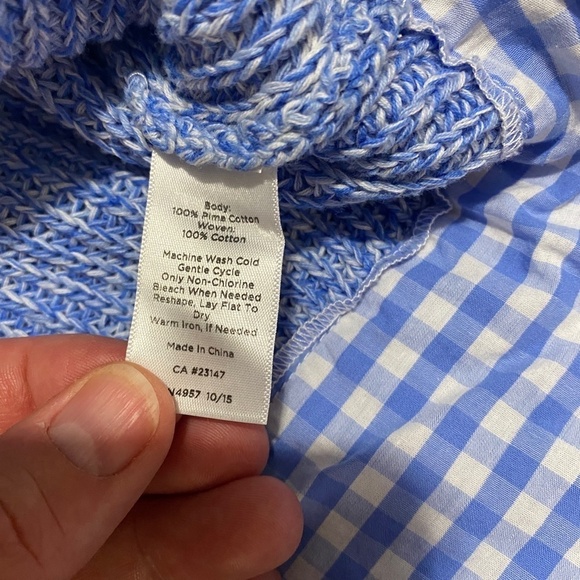 Body:
100% Pima Cotton
Woven:
100% Cotton
Machine Wash Cold
Gentle Cycle
Only Non-Chlorine
Bleach When Needed
Reshape, Lay Flat To
Dry
Warm Iron, If Needed
Made in China
CA #23147
N4957 10/15